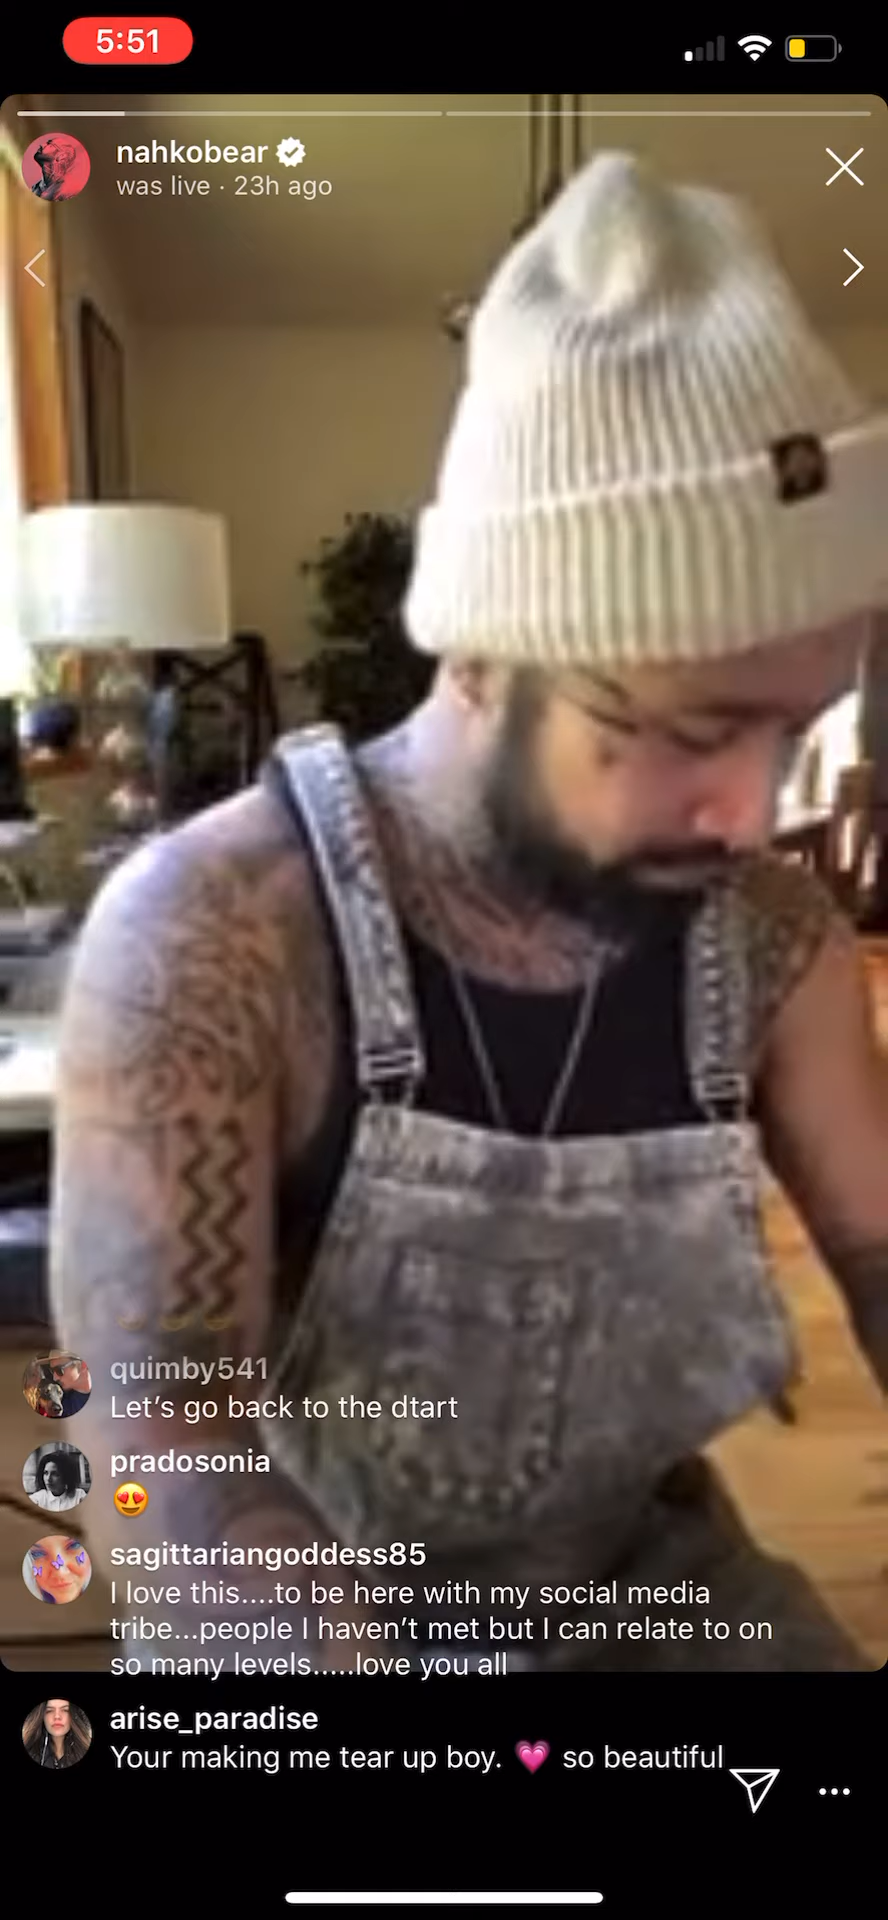 5:51
nahkobear
was live · 23h ago
quimby541
Let's go back to the dtart
pradosonia
😍
sagittariangoddess85
I love this....to be here with my social media
tribe...people I haven't met but I can relate to on
so many levels.....love you all
arise_paradise
Your making me tear up boy. 💗 so beautiful